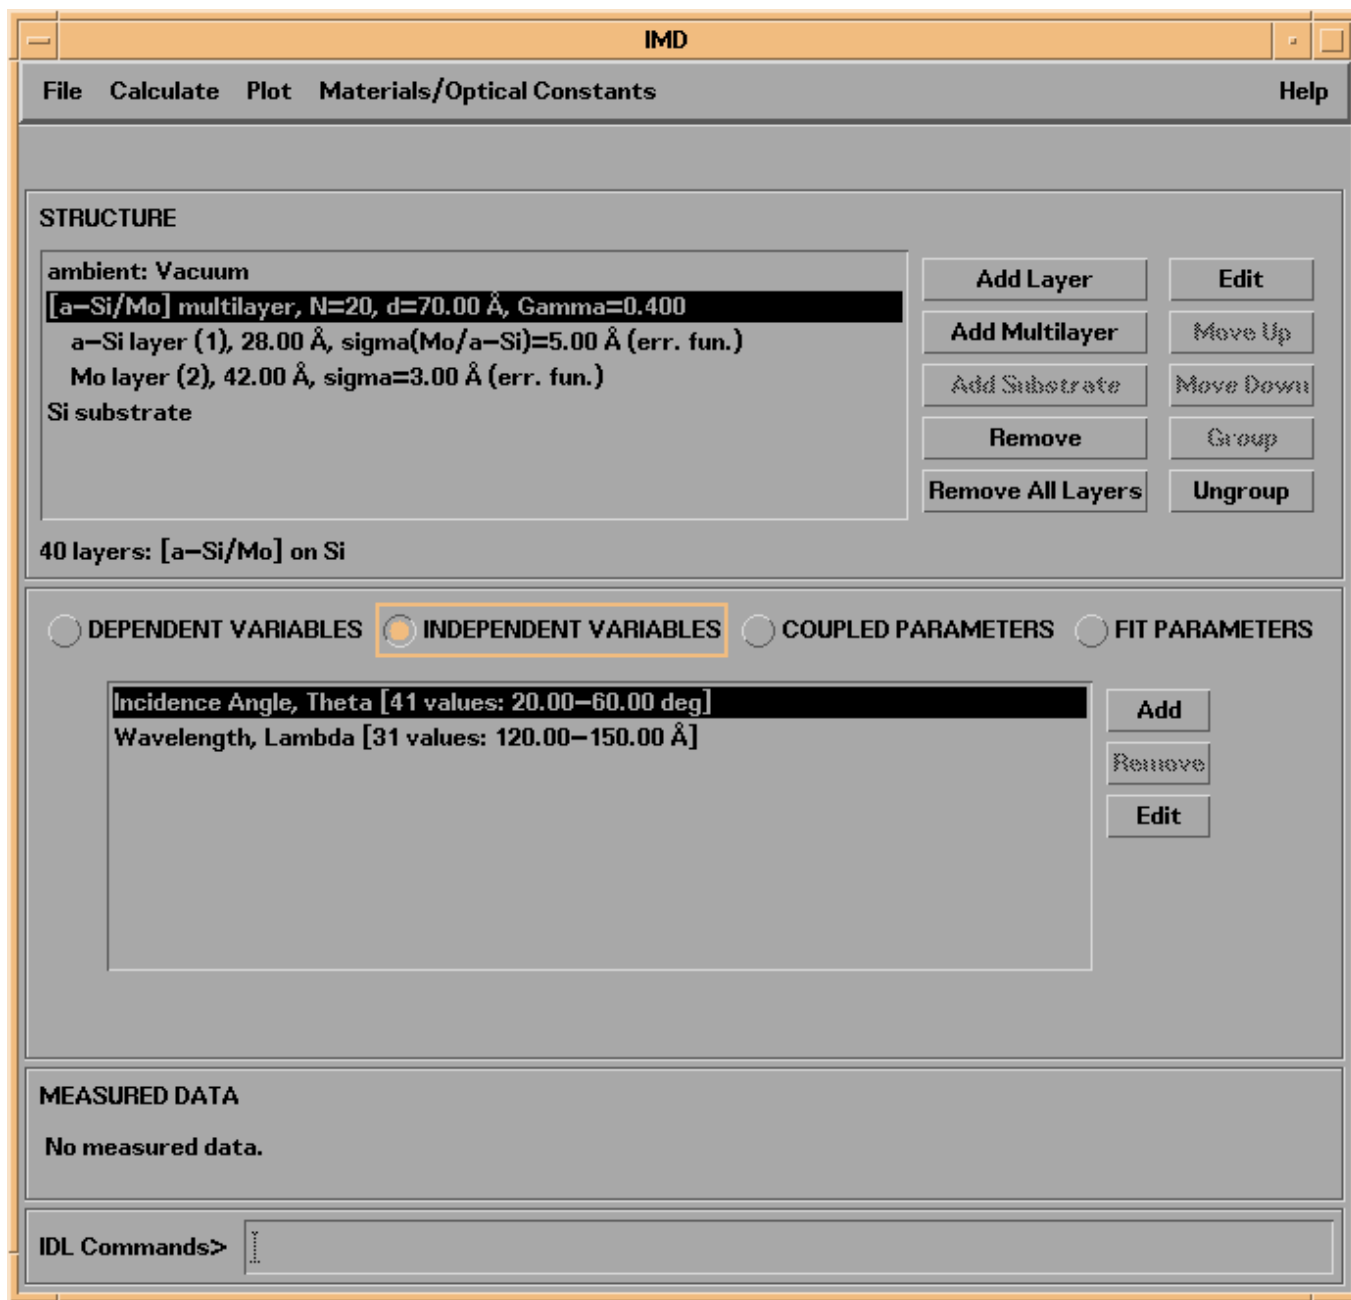 IMD
File Calculate Plot Materials/Optical Constants Help
STRUCTURE
ambient: Vacuum
[a-Si/Mo] multilayer, N=20, d=70.00 Å, Gamma=0.400
a-Si layer (1), 28.00 Å, sigma(Mo/a-Si)=5.00 Å (err. fun.)
Mo layer (2), 42.00 Å, sigma=3.00 Å (err. fun.)
Si substrate
Add Layer Edit
Add Multilayer Move Up
Add Substrate Move Down
Remove Group
Remove All Layers Ungroup
40 layers: [a-Si/Mo] on Si
DEPENDENT VARIABLES INDEPENDENT VARIABLES COUPLED PARAMETERS FIT PARAMETERS
Incidence Angle, Theta [41 values: 20.00-60.00 deg]
Wavelength, Lambda [31 values: 120.00-150.00 Å]
Add
Remove
Edit
MEASURED DATA
No measured data.
IDL Commands>